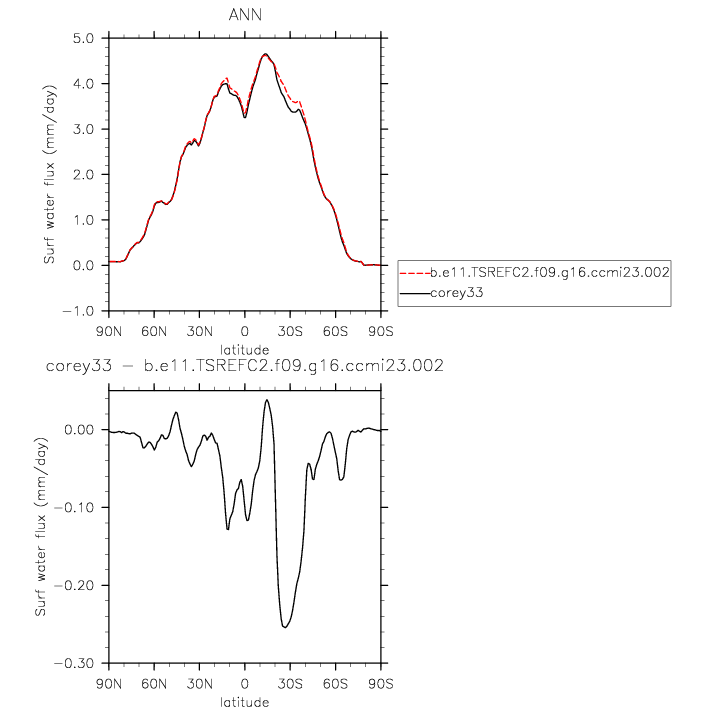 ANN
5.0
4.0
3.0
2.0
1.0
0.0
−1.0
Surf water flux (mm/day)
90N 60N 30N 0 30S 60S 90S
latitude
b.e11.TSREFC2.f09.g16.ccmi23.002
corey33
corey33 − b.e11.TSREFC2.f09.g16.ccmi23.002
0.00
−0.10
−0.20
−0.30
Surf water flux (mm/day)
90N 60N 30N 0 30S 60S 90S
latitude